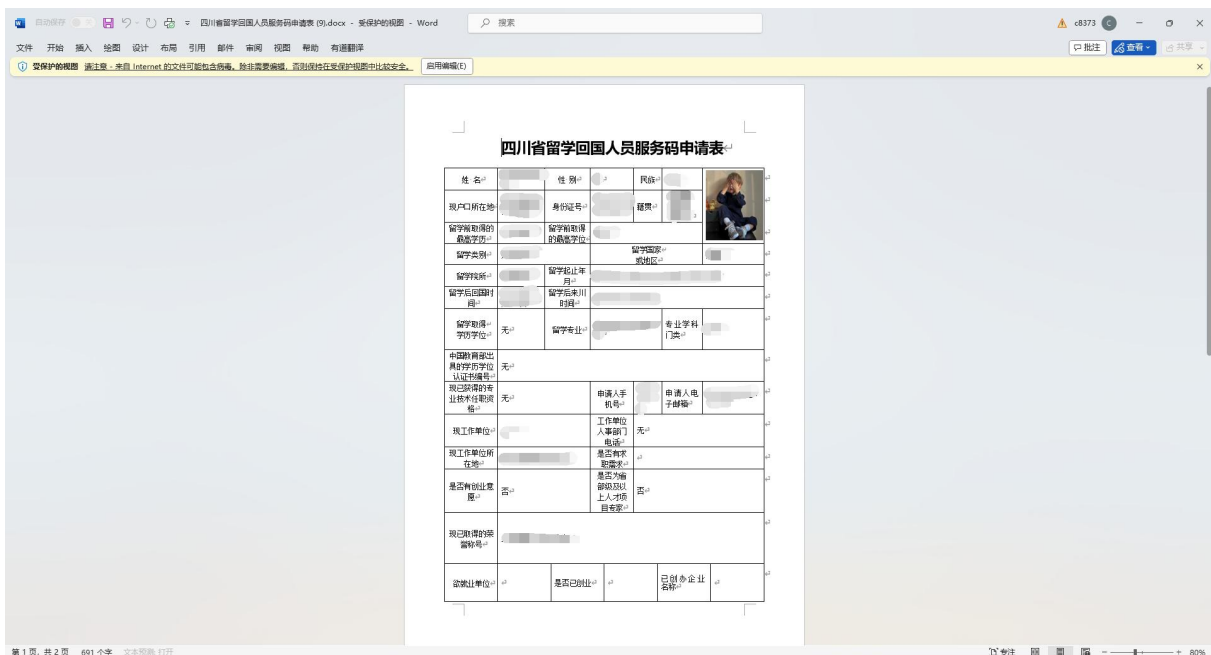 自动保存 四川省留学回国人员服务码申请表 (9).docx - 受保护的视图 - Word 搜索 c8373 C
文件 开始 插入 绘图 设计 布局 引用 邮件 审阅 视图 帮助 有道翻译 批注 查看 共享
受保护的视图 请注意 - 来自 Internet 的文件可能包含病毒。除非需要编辑，否则保持在受保护视图中比较安全。 启用编辑(E)
四川省留学回国人员服务码申请表
姓 名 性 别 民族
现户口所在地 身份证号 籍贯
留学前取得的
最高学历
留学前取得
的最高学位
留学类别
留学国家
或地区
留学院所
留学起止年
月
留学后回国时
间
留学后来川
时间
留学取得
学历学位
无
留学专业
专业学科
门类
中国教育部出
具的学历学位
认证书编号
无
现已获得的专
业技术任职资
格
无
申请人手
机号
申请人电
子邮箱
现工作单位
工作单位
人事部门
电话
无
现工作单位所
在地
是否有求
职需求
是否有创业意
愿
否
是否为省
部级及以
上人才项
目专家
否
现已取得的荣
誉称号
欲就业单位 是否已创业
已创办企业
名称
第 1 页，共 2 页 691 个字 文本预测: 打开 专注 80%